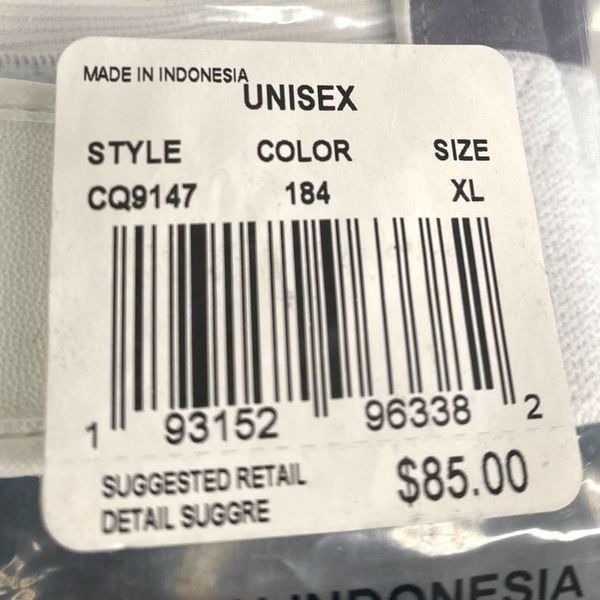 MADE IN INDONESIA
UNISEX
STYLE COLOR SIZE
CQ9147 184 XL
1 93152 96338 2
SUGGESTED RETAIL $85.00
DETAIL SUGGRE
INDONESIA